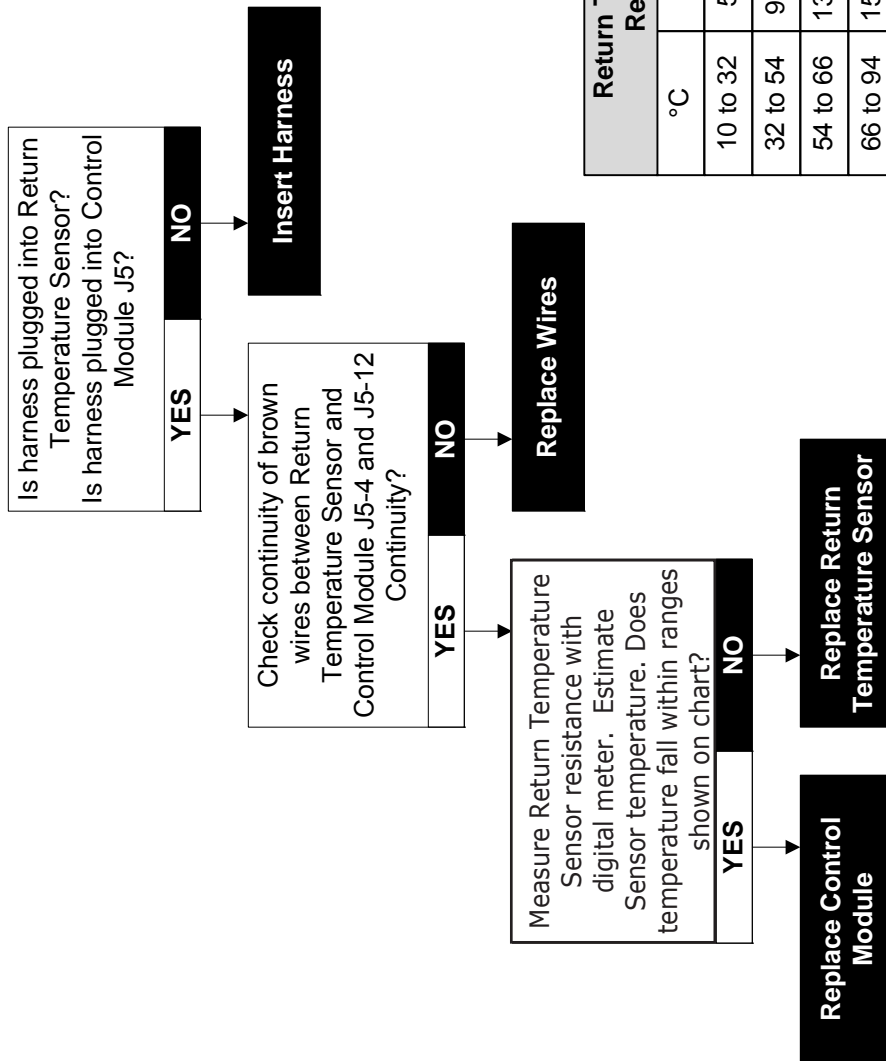 Is harness plugged into Return
Temperature Sensor?
Is harness plugged into Control
Module J5?
YES
NO
Insert Harness
Check continuity of brown
wires between Return
Temperature Sensor and
Control Module J5-4 and J5-12
Continuity?
YES
NO
Replace Wires
Measure Return Temperature
Sensor resistance with
digital meter. Estimate
Sensor temperature. Does
temperature fall within ranges
shown on chart?
YES
NO
Replace Control
Module
Replace Return
Temperature Sensor
Return
°C
10 to 32
32 to 54
54 to 66
66 to 94